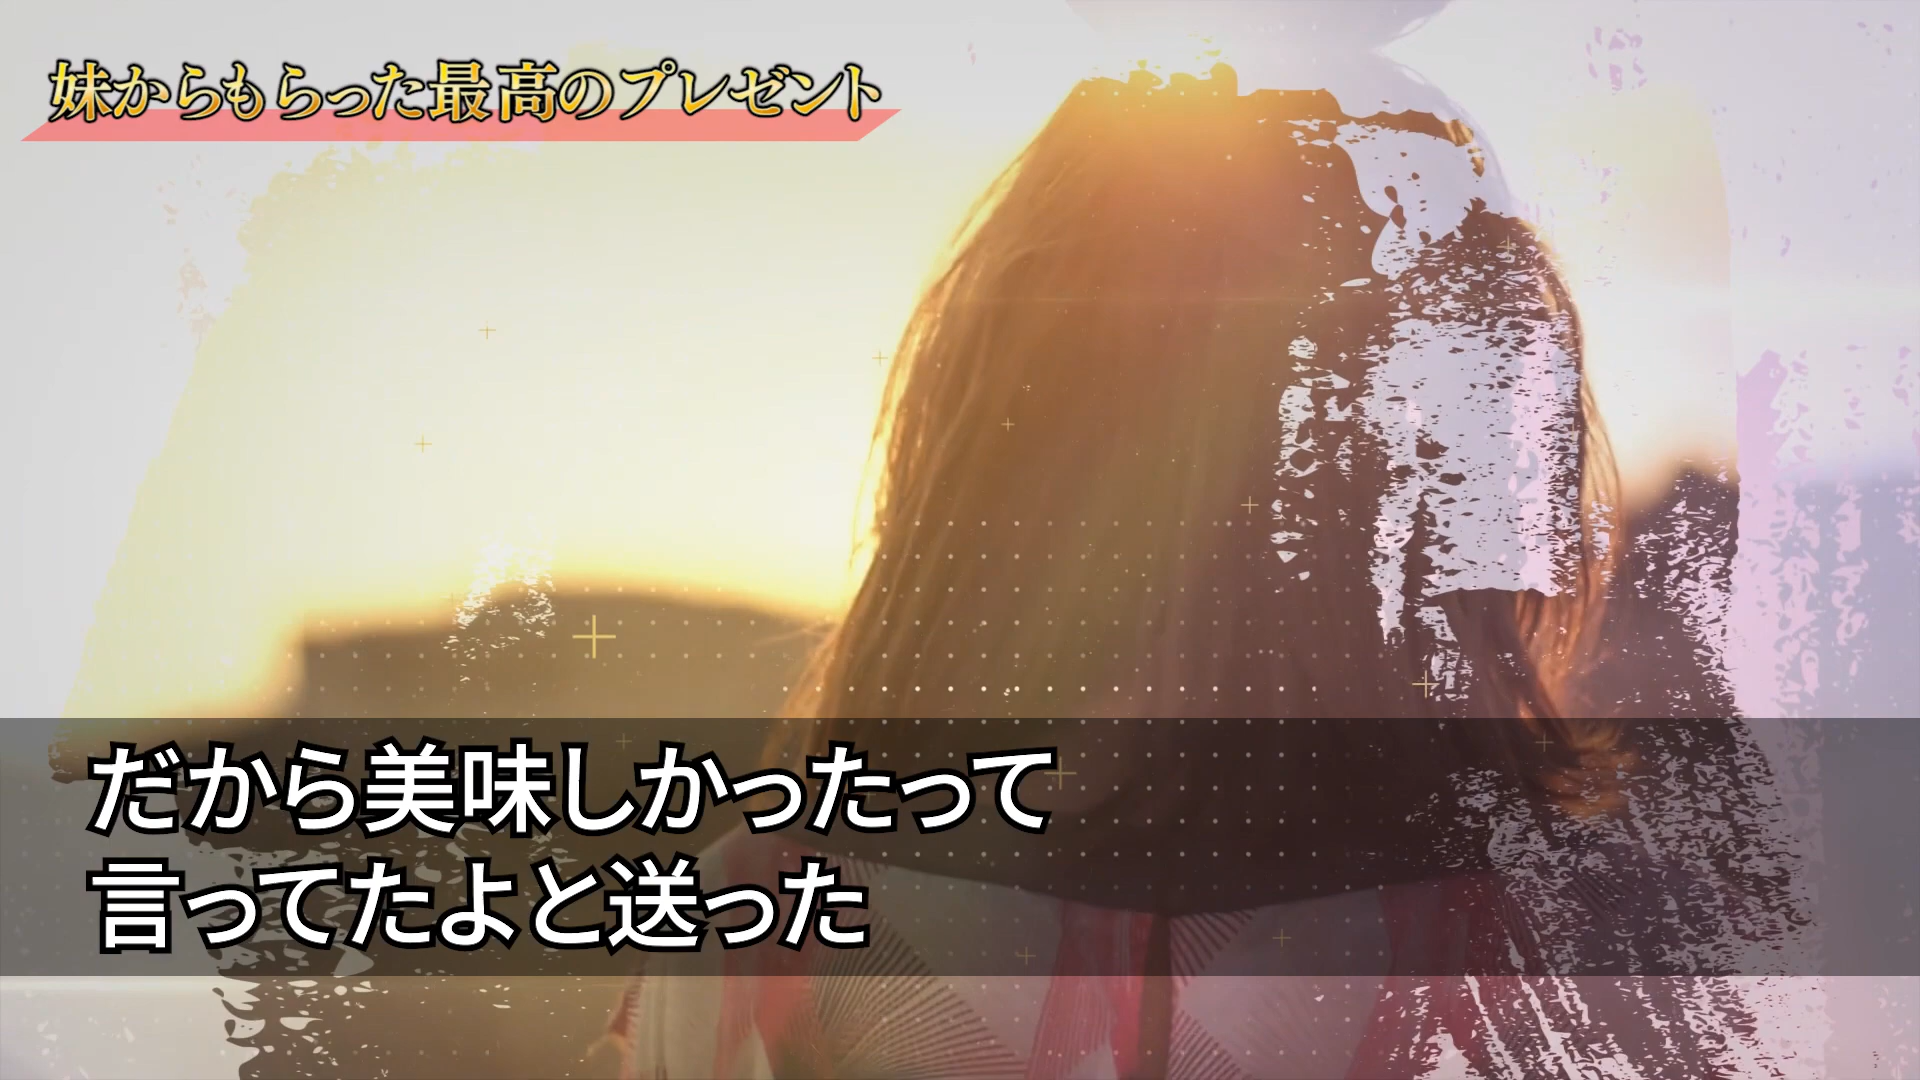 妹からもらった最高のプレゼント
だから美味しかったって
言ってたよと送った